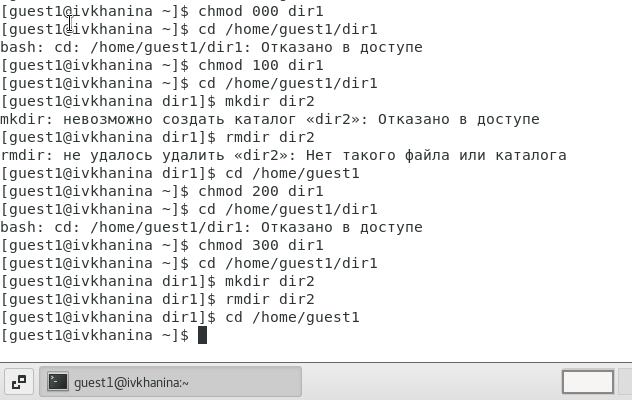 [guest1@ivkhanina ~]$ chmod 000 dir1
[guest1@ivkhanina ~]$ cd /home/guest1/dir1
bash: cd: /home/guest1/dir1: Отказано в доступе
[guest1@ivkhanina ~]$ chmod 100 dir1
[guest1@ivkhanina ~]$ cd /home/guest1/dir1
[guest1@ivkhanina dir1]$ mkdir dir2
mkdir: невозможно создать каталог «dir2»: Отказано в доступе
[guest1@ivkhanina dir1]$ rmdir dir2
rmdir: не удалось удалить «dir2»: Нет такого файла или каталога
[guest1@ivkhanina dir1]$ cd /home/guest1
[guest1@ivkhanina ~]$ chmod 200 dir1
[guest1@ivkhanina ~]$ cd /home/guest1/dir1
bash: cd: /home/guest1/dir1: Отказано в доступе
[guest1@ivkhanina ~]$ chmod 300 dir1
[guest1@ivkhanina ~]$ cd /home/guest1/dir1
[guest1@ivkhanina dir1]$ mkdir dir2
[guest1@ivkhanina dir1]$ rmdir dir2
[guest1@ivkhanina dir1]$ cd /home/guest1
[guest1@ivkhanina ~]$
guest1@ivkhanina:~